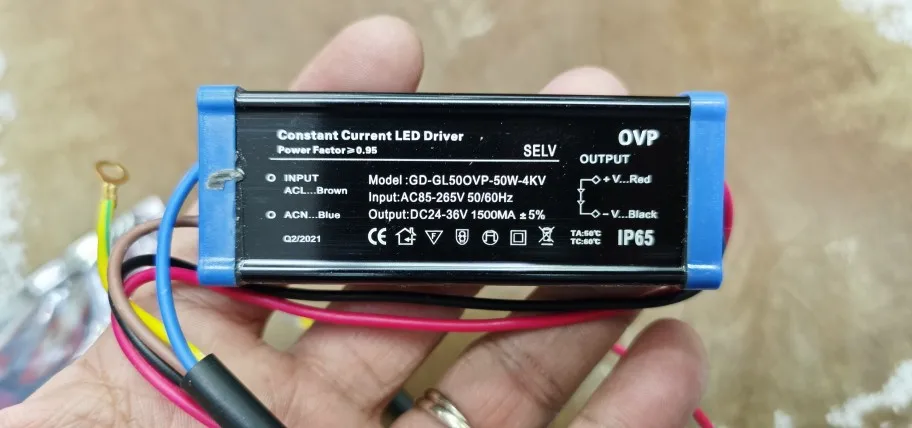 Constant Current LED Driver
Power Factor≥0.95
SELV
OVP
INPUT
ACL...Brown
ACN...Blue
Q2/2021
Model :GD-GL50OVP-50W-4KV
Input:AC85-265V 50/60Hz
Output:DC24-36V 1500MA ±5%
CE
F
TC:60℃
OUTPUT
+ V...Red
− V...Black
IP65